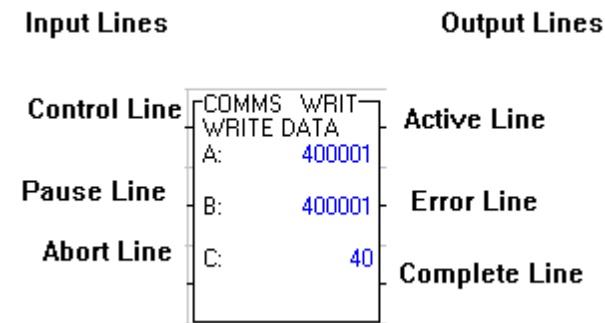 Input Lines
Output Lines
Control Line
COMMS WRIT
WRITE DATA
Active Line
A: 400001
Pause Line
B: 400001
Error Line
Abort Line
C: 40
Complete Line